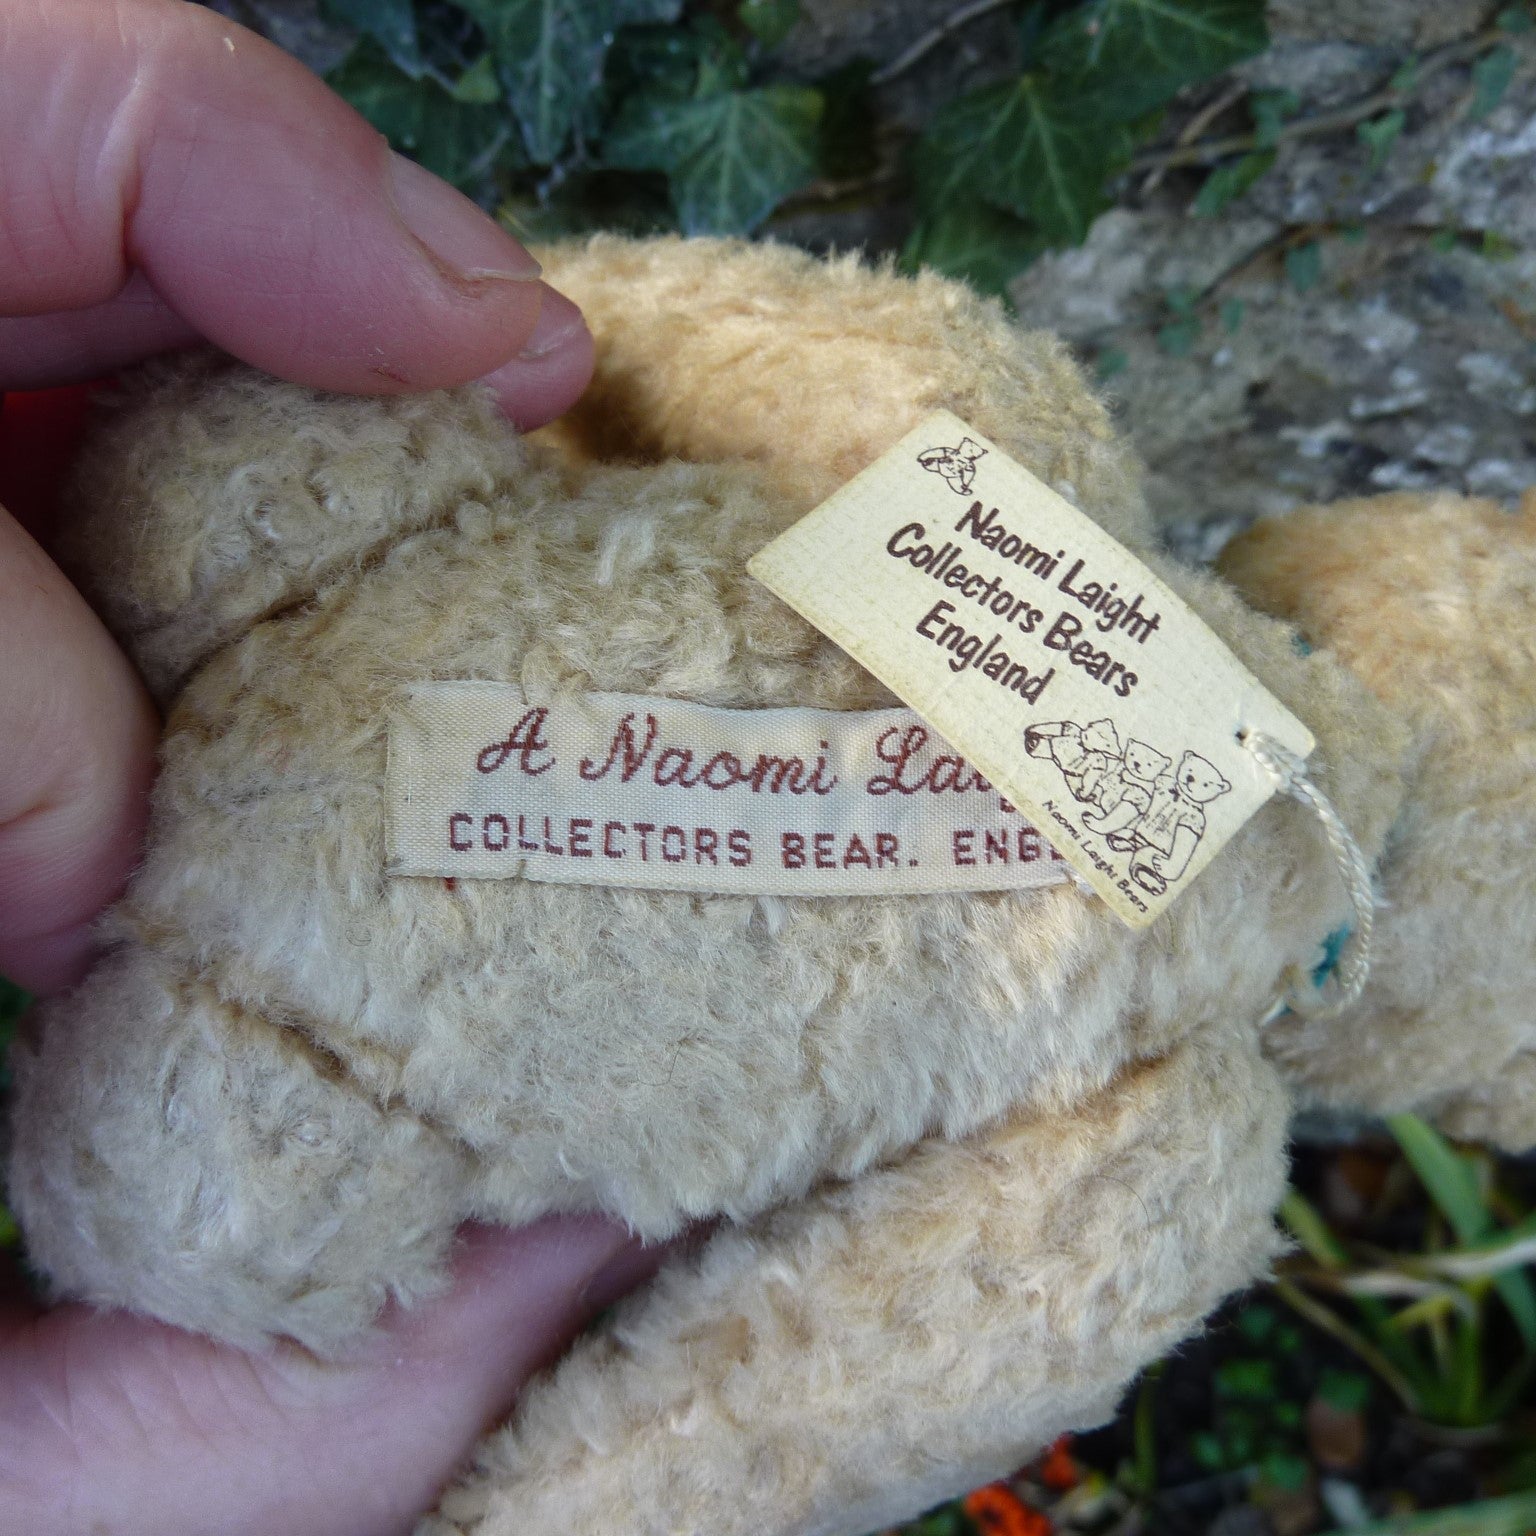 Naomi Laight
Collectors Bears
England
Naomi Laight Bears
A Naomi
COLLECTORS BEAR.